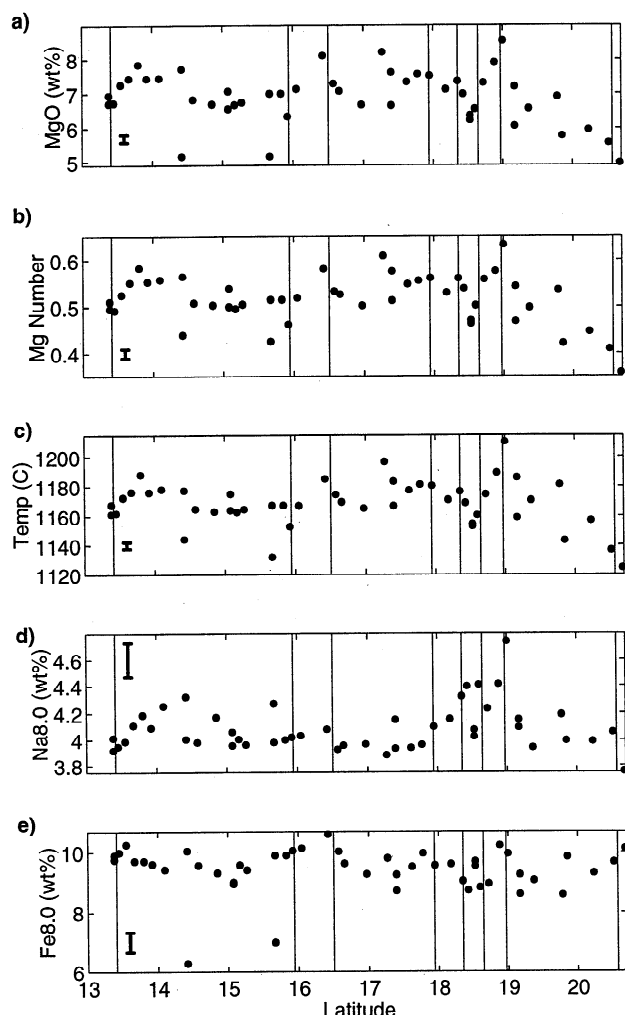 a)
MgO (wt%)
8
7
6
5
b)
Mg Number
0.6
0.5
0.4
c)
Temp (C)
1200
1180
1160
1140
1120
d)
Na8.0 (wt%)
4.6
4.4
4.2
4
3.8
e)
Fe8.0 (wt%)
10
8
6
13 14 15 16 17 18 19 20
Latitude